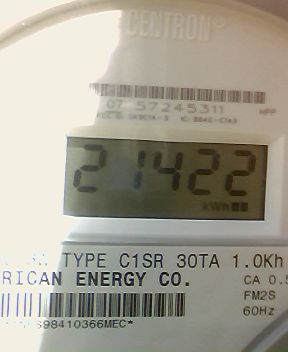 CENTRON®
07 57245311 HPP
21422
kWh
TYPE C1SR 30TA 1.0Kh
RICAN ENERGY CO. CA 0.5
FM2S
60Hz
98410366MEC*